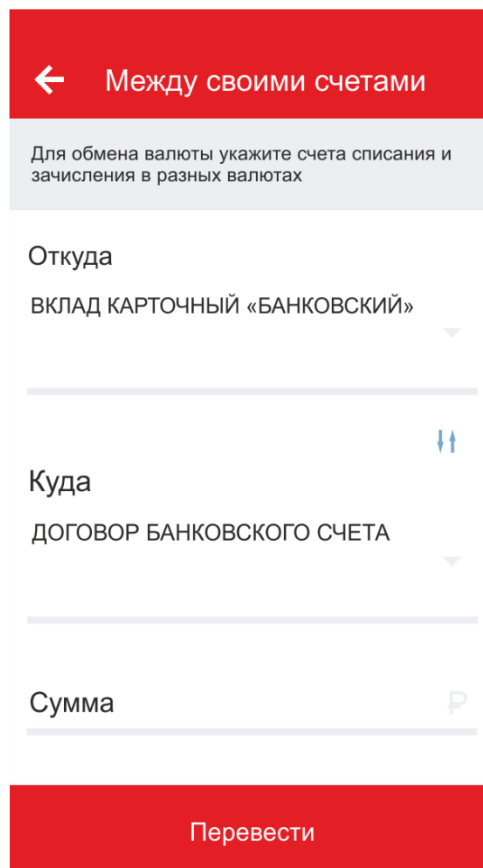 Между своими счетами
Для обмена валюты укажите счета списания и
зачисления в разных валютах
Откуда
ВКЛАД КАРТОЧНЫЙ «БАНКОВСКИЙ»
Куда
ДОГОВОР БАНКОВСКОГО СЧЕТА
Сумма ₽
Перевести